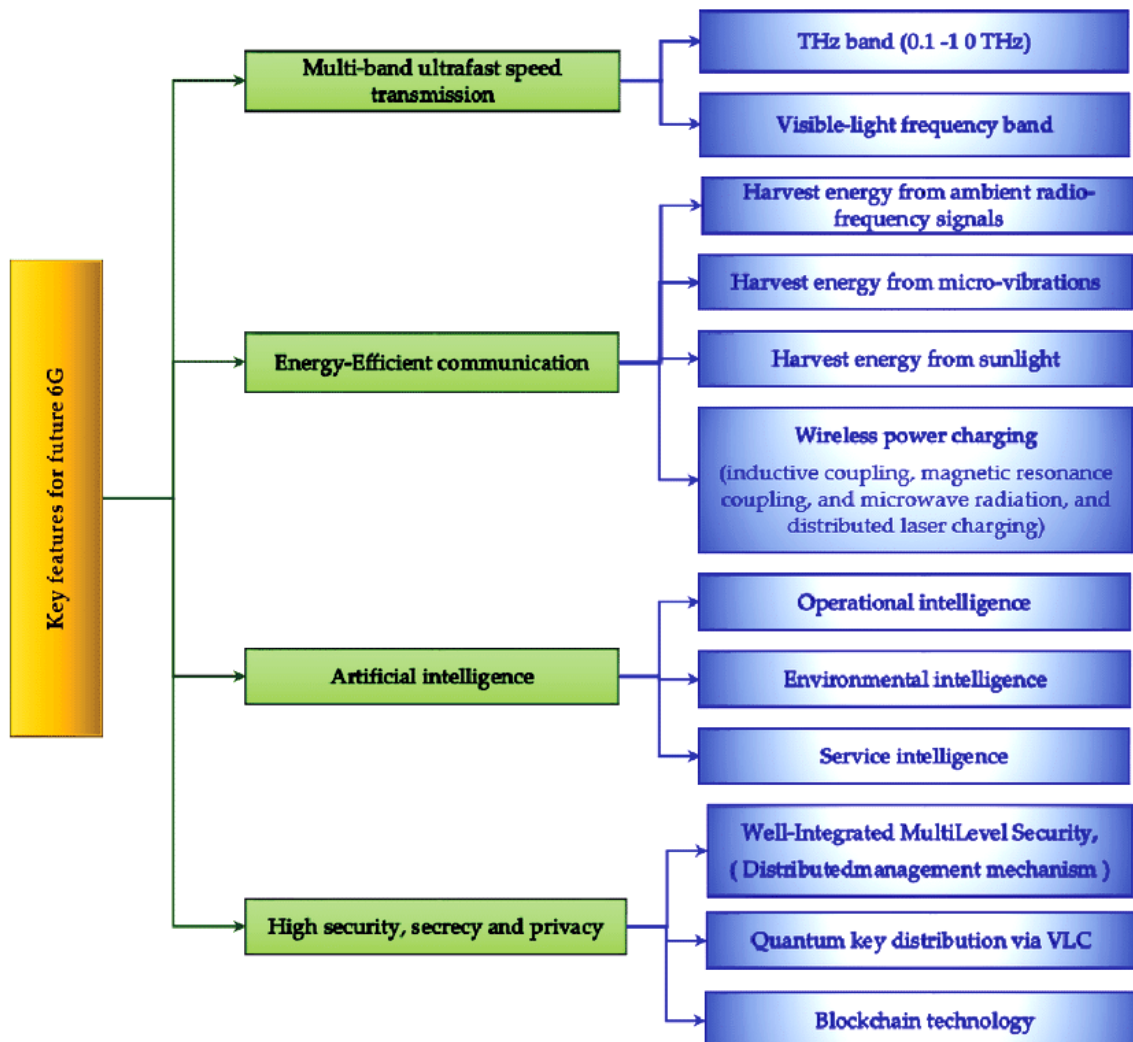 Key features for future 6G
Multi-band ultrafast speed
transmission
THz band (0.1 -1 0 THz)
Visible-light frequency band
Energy-Efficient communication
Harvest energy from ambient radio-
frequency signals
Harvest energy from micro-vibrations
Harvest energy from sunlight
Wireless power charging
(inductive coupling, magnetic resonance
coupling, and microwave radiation, and
distributed laser charging)
Artificial intelligence
Operational intelligence
Environmental intelligence
Service intelligence
High security, secrecy and privacy
Well-Integrated MultiLevel Security,
( Distributedmanagement mechanism )
Quantum key distribution via VLC
Blockchain technology